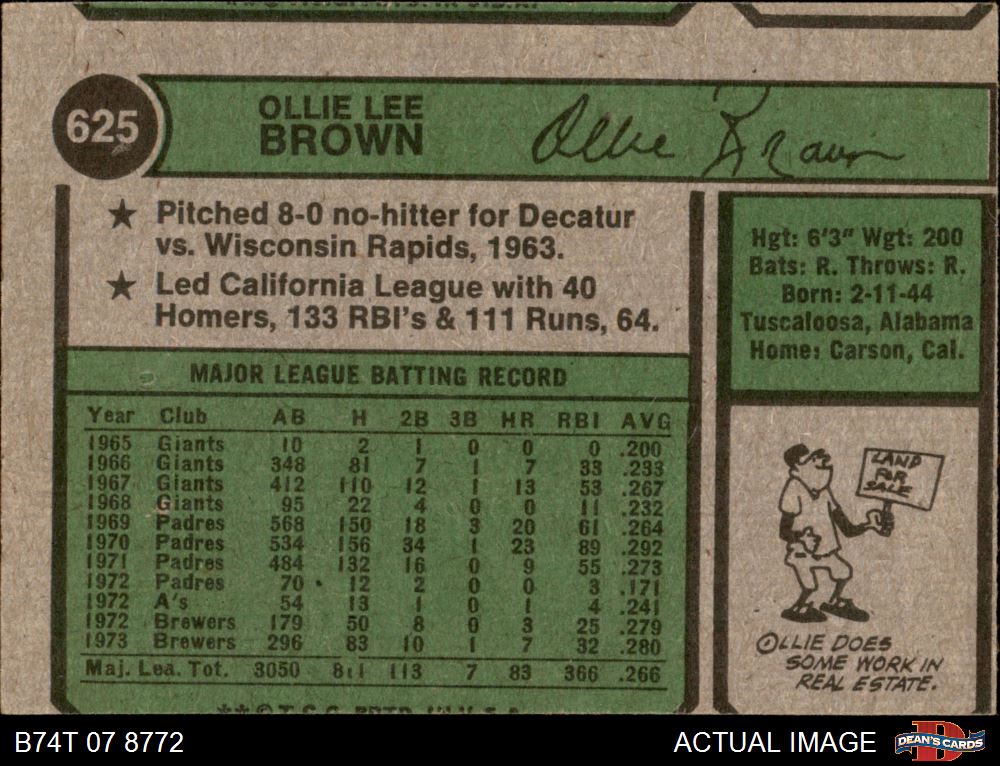 625
OLLIE LEE
BROWN
Ollie Brown
★ Pitched 8-0 no-hitter for Decatur
vs. Wisconsin Rapids, 1963.
★ Led California League with 40
Homers, 133 RBI's & 111 Runs, 64.
Hgt: 6'3" Wgt: 200
Bats: R. Throws: R.
Born: 2-11-44
Tuscaloosa, Alabama
Home: Carson, Cal.
MAJOR LEAGUE BATTING RECORD
Year Club AB H 2B 3B HR RBI AVG
1965 Giants 10 2 1 0 0 0 .200
1966 Giants 348 81 7 1 7 33 .233
1967 Giants 412 110 12 1 13 53 .267
1968 Giants 95 22 4 0 0 11 .232
1969 Padres 568 150 18 3 20 61 .264
1970 Padres 534 156 34 1 23 89 .292
1971 Padres 484 132 16 0 9 55 .273
1972 Padres 70 12 2 0 0 3 .171
1972 A's 54 13 1 0 1 4 .241
1972 Brewers 179 50 8 0 3 25 .279
1973 Brewers 296 83 10 1 7 32 .280
Maj. Lea. Tot. 3050 811 113 7 83 366 .266
LAND
FOR
SALE
OLLIE DOES
SOME WORK IN
REAL ESTATE.
B74T 07 8772
ACTUAL IMAGE
DEAN'S CARDS